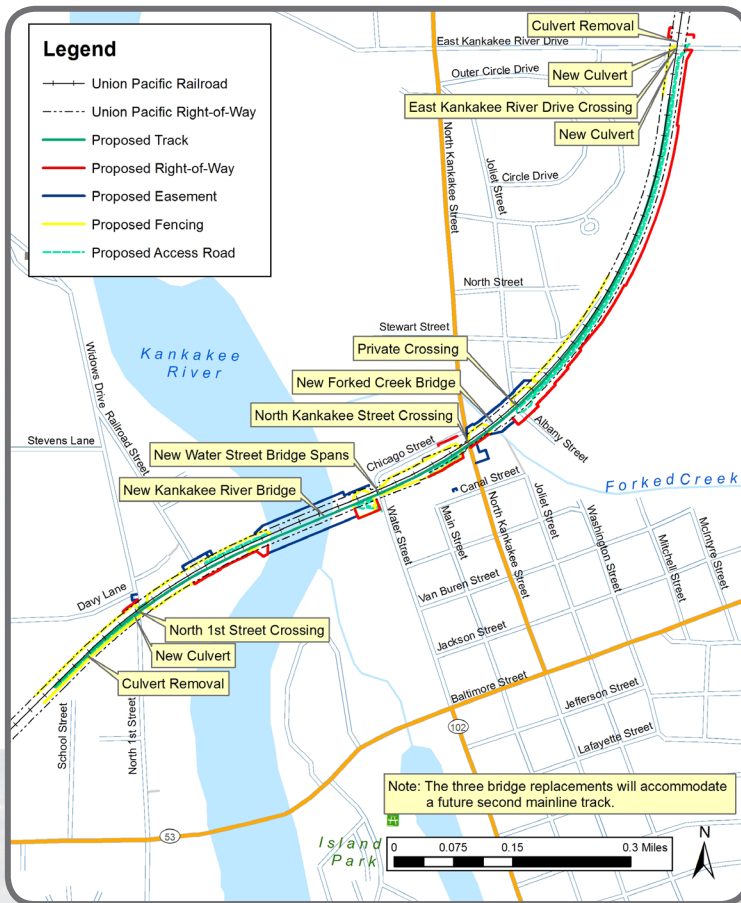 Legend
Union Pacific Railroad
Union Pacific Right-of-Way
Proposed Track
Proposed Right-of-Way
Proposed Easement
Proposed Fencing
Proposed Access Road
Culvert Removal
East Kankakee River Drive
Outer Circle Drive
New Culvert
East Kankakee River Drive Crossing
New Culvert
North Kankakee Street
Joliet Street
Circle Drive
North Street
Stewart Street
Private Crossing
New Forked Creek Bridge
North Kankakee Street Crossing
Albany Street
Kankakee
River
Widows Drive
Railroad Street
Stevens Lane
Chicago Street
New Water Street Bridge Spans
New Kankakee River Bridge
Forked Creek
Canal Street
Water Street
Main Street
North Kankakee Street
Joliet Street
Washington Street
Mitchell Street
McIntyre Street
Van Buren Street
Davy Lane
North 1st Street Crossing
New Culvert
Culvert Removal
Jackson Street
Baltimore Street
School Street
North 1st Street
Jefferson Street
Lafayette Street
102
53
Note: The three bridge replacements will accommodate
a future second mainline track.
Island
Park
0 0.075 0.15 0.3 Miles
N